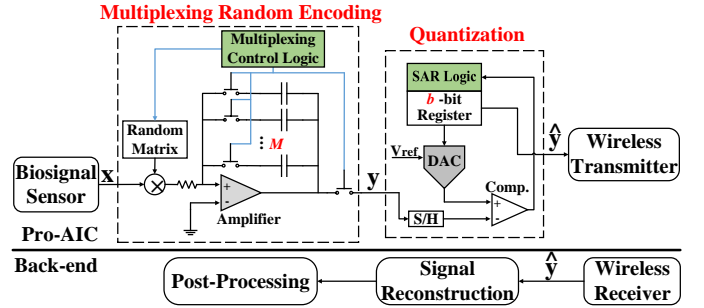 Multiplexing Random Encoding
Quantization
Multiplexing
Control Logic
SAR Logic
b -bit
Register
Random
Matrix
M
Vref
DAC
ŷ
Wireless
Transmitter
Biosignal
Sensor
x
+
-
Amplifier
y
S/H
Comp.
+
-
Pro-AIC
Back-end
Post-Processing
Signal
Reconstruction
ŷ
Wireless
Receiver